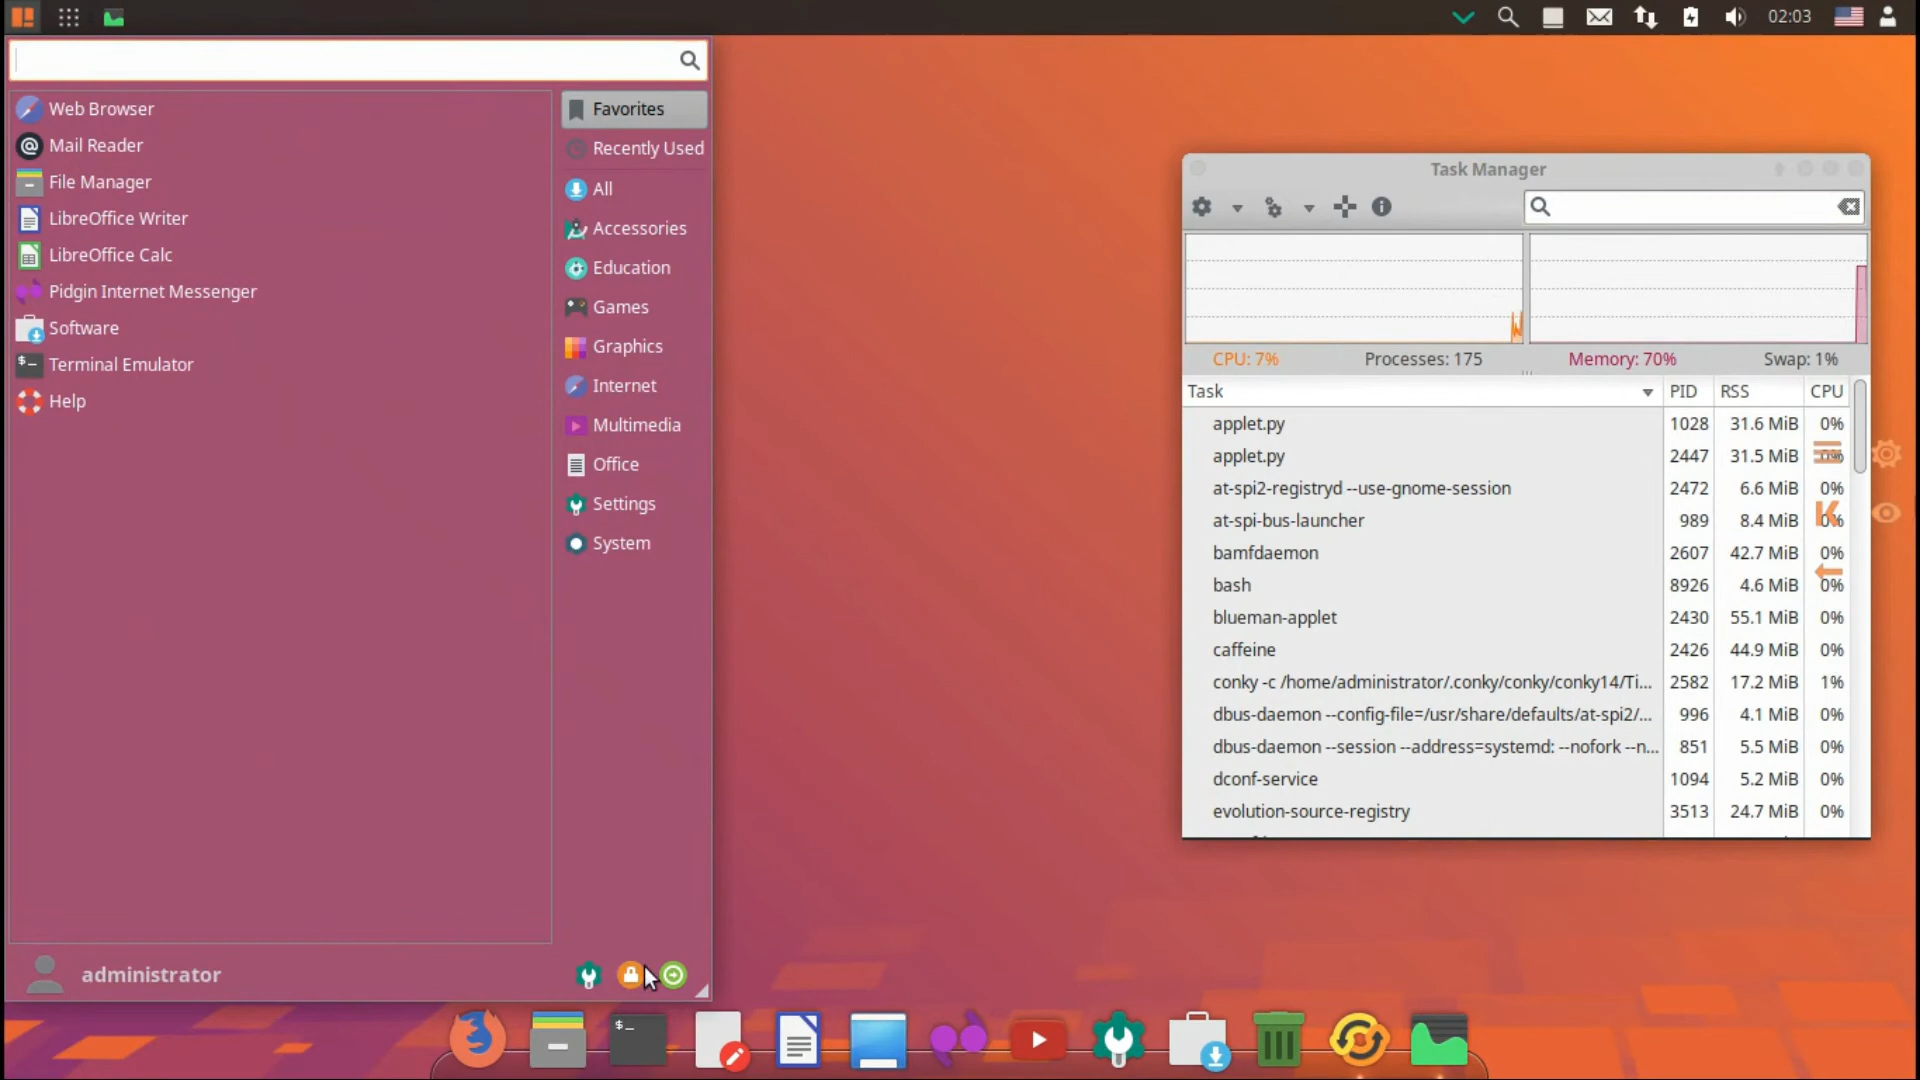 02:03
Web Browser
Mail Reader
File Manager
LibreOffice Writer
LibreOffice Calc
Pidgin Internet Messenger
Software
Terminal Emulator
Help
Favorites
Recently Used
All
Accessories
Education
Games
Graphics
Internet
Multimedia
Office
Settings
System
administrator
Task Manager
CPU: 7% Processes: 175 Memory: 70% Swap: 1%
Task PID RSS CPU
applet.py 1028 31.6 MiB 0%
applet.py 2447 31.5 MiB 0%
at-spi2-registryd --use-gnome-session 2472 6.6 MiB 0%
at-spi-bus-launcher 989 8.4 MiB 0%
bamfdaemon 2607 42.7 MiB 0%
bash 8926 4.6 MiB 0%
blueman-applet 2430 55.1 MiB 0%
caffeine 2426 44.9 MiB 0%
conky -c /home/administrator/.conky/conky/conky14/Ti... 2582 17.2 MiB 1%
dbus-daemon --config-file=/usr/share/defaults/at-spi2/... 996 4.1 MiB 0%
dbus-daemon --session --address=systemd: --nofork --n... 851 5.5 MiB 0%
dconf-service 1094 5.2 MiB 0%
evolution-source-registry 3513 24.7 MiB 0%